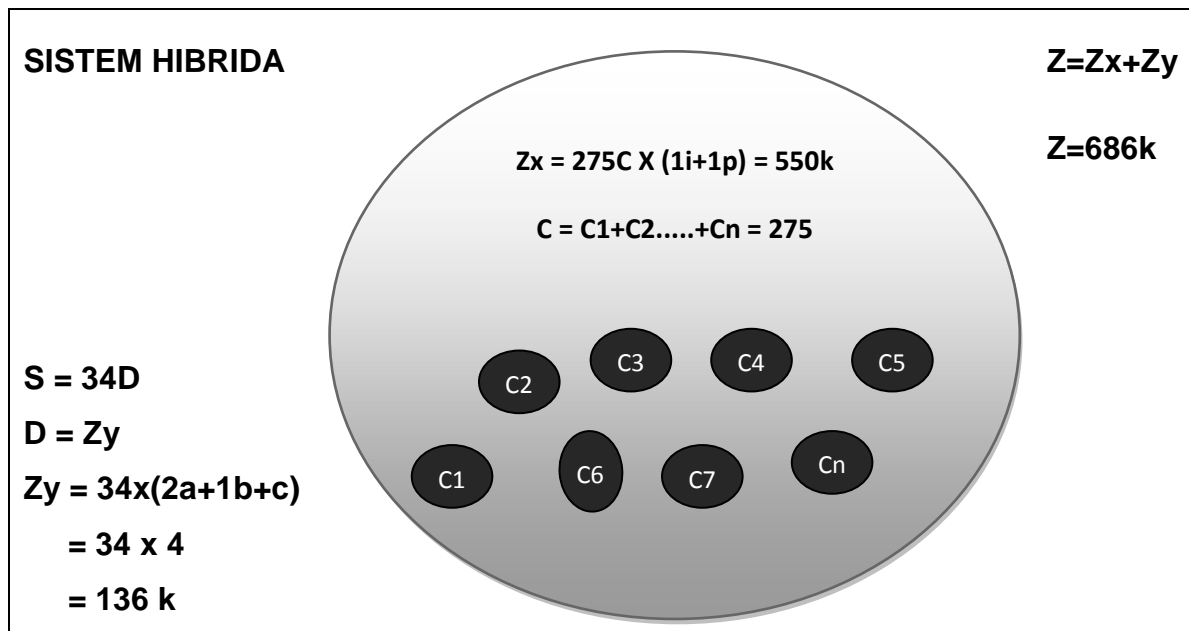 SISTEM HIBRIDA
Z=Zx+Zy
Z=686k
Zx = 275C X (1i+1p) = 550k
C = C1+C2.....+Cn = 275
C2
C3
C4
C5
C1
C6
C7
Cn
S = 34D
D = Zy
Zy = 34x(2a+1b+c)
= 34 x 4
= 136 k